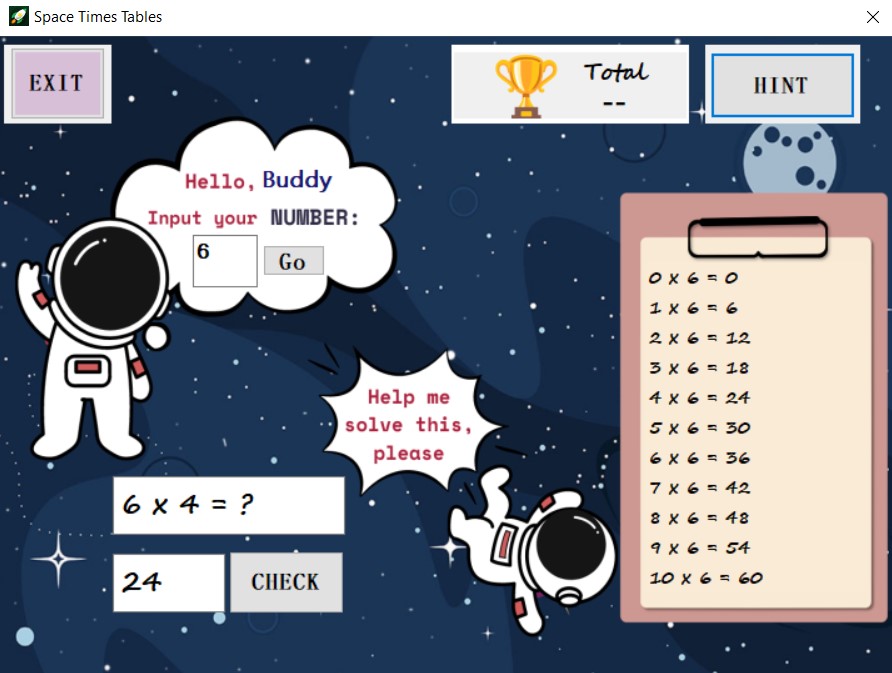 Space Times Tables
EXIT
Total
--
HINT
Hello, Buddy
Input your NUMBER:
6
Go
0 x 6 = 0
1 x 6 = 6
2 x 6 = 12
3 x 6 = 18
4 x 6 = 24
5 x 6 = 30
6 x 6 = 36
7 x 6 = 42
8 x 6 = 48
9 x 6 = 54
10 x 6 = 60
Help me
solve this,
please
6 x 4 = ?
24
CHECK